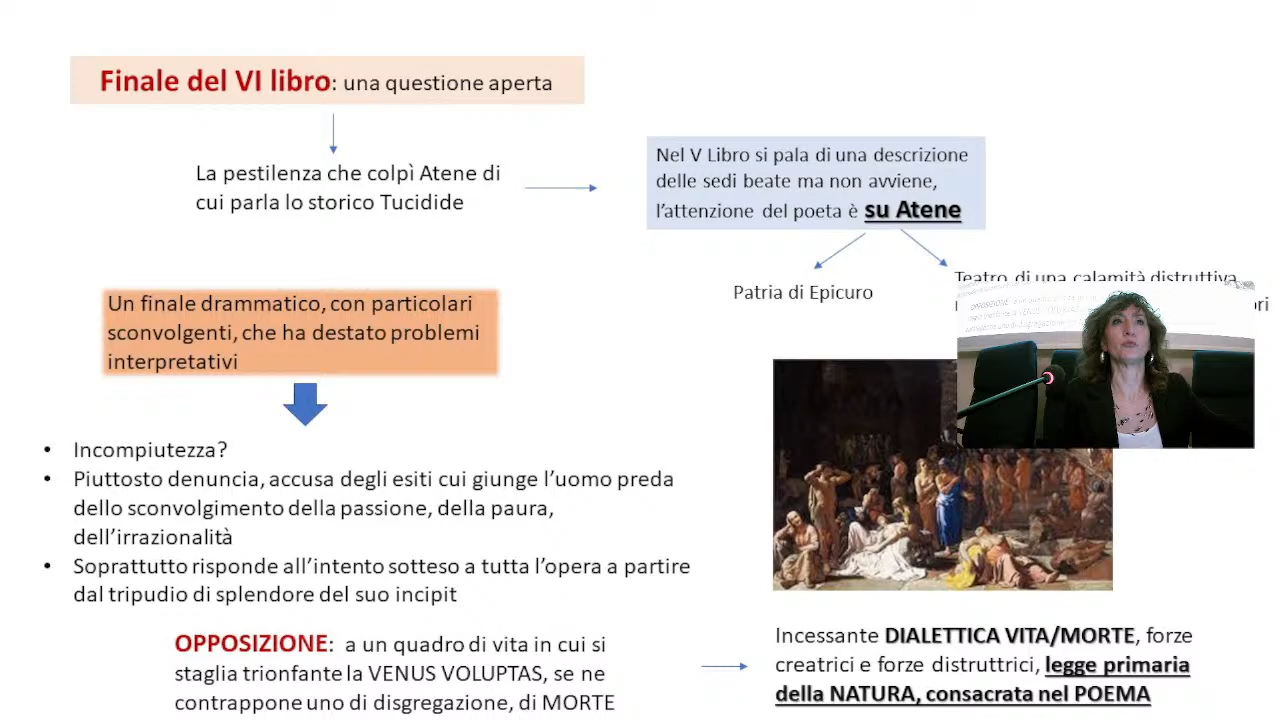 Finale del VI libro: una questione aperta
La pestilenza che colpì Atene di
cui parla lo storico Tucidide
Nel V Libro si pala di una descrizione
delle sedi beate ma non avviene,
l'attenzione del poeta è su Atene
Patria di Epicuro
Teatro di una calamità distruttiva
Un finale drammatico, con particolari
sconvolgenti, che ha destato problemi
interpretativi
• Incompiutezza?
• Piuttosto denuncia, accusa degli esiti cui giunge l'uomo preda
dello sconvolgimento della passione, della paura,
dell'irrazionalità
• Soprattutto risponde all'intento sotteso a tutta l'opera a partire
dal tripudio di splendore del suo incipit
OPPOSIZIONE: a un quadro di vita in cui si
staglia trionfante la VENUS VOLUPTAS, se ne
contrappone uno di disgregazione, di MORTE
Incessante DIALETTICA VITA/MORTE, forze
creatrici e forze distruttrici, legge primaria
della NATURA, consacrata nel POEMA